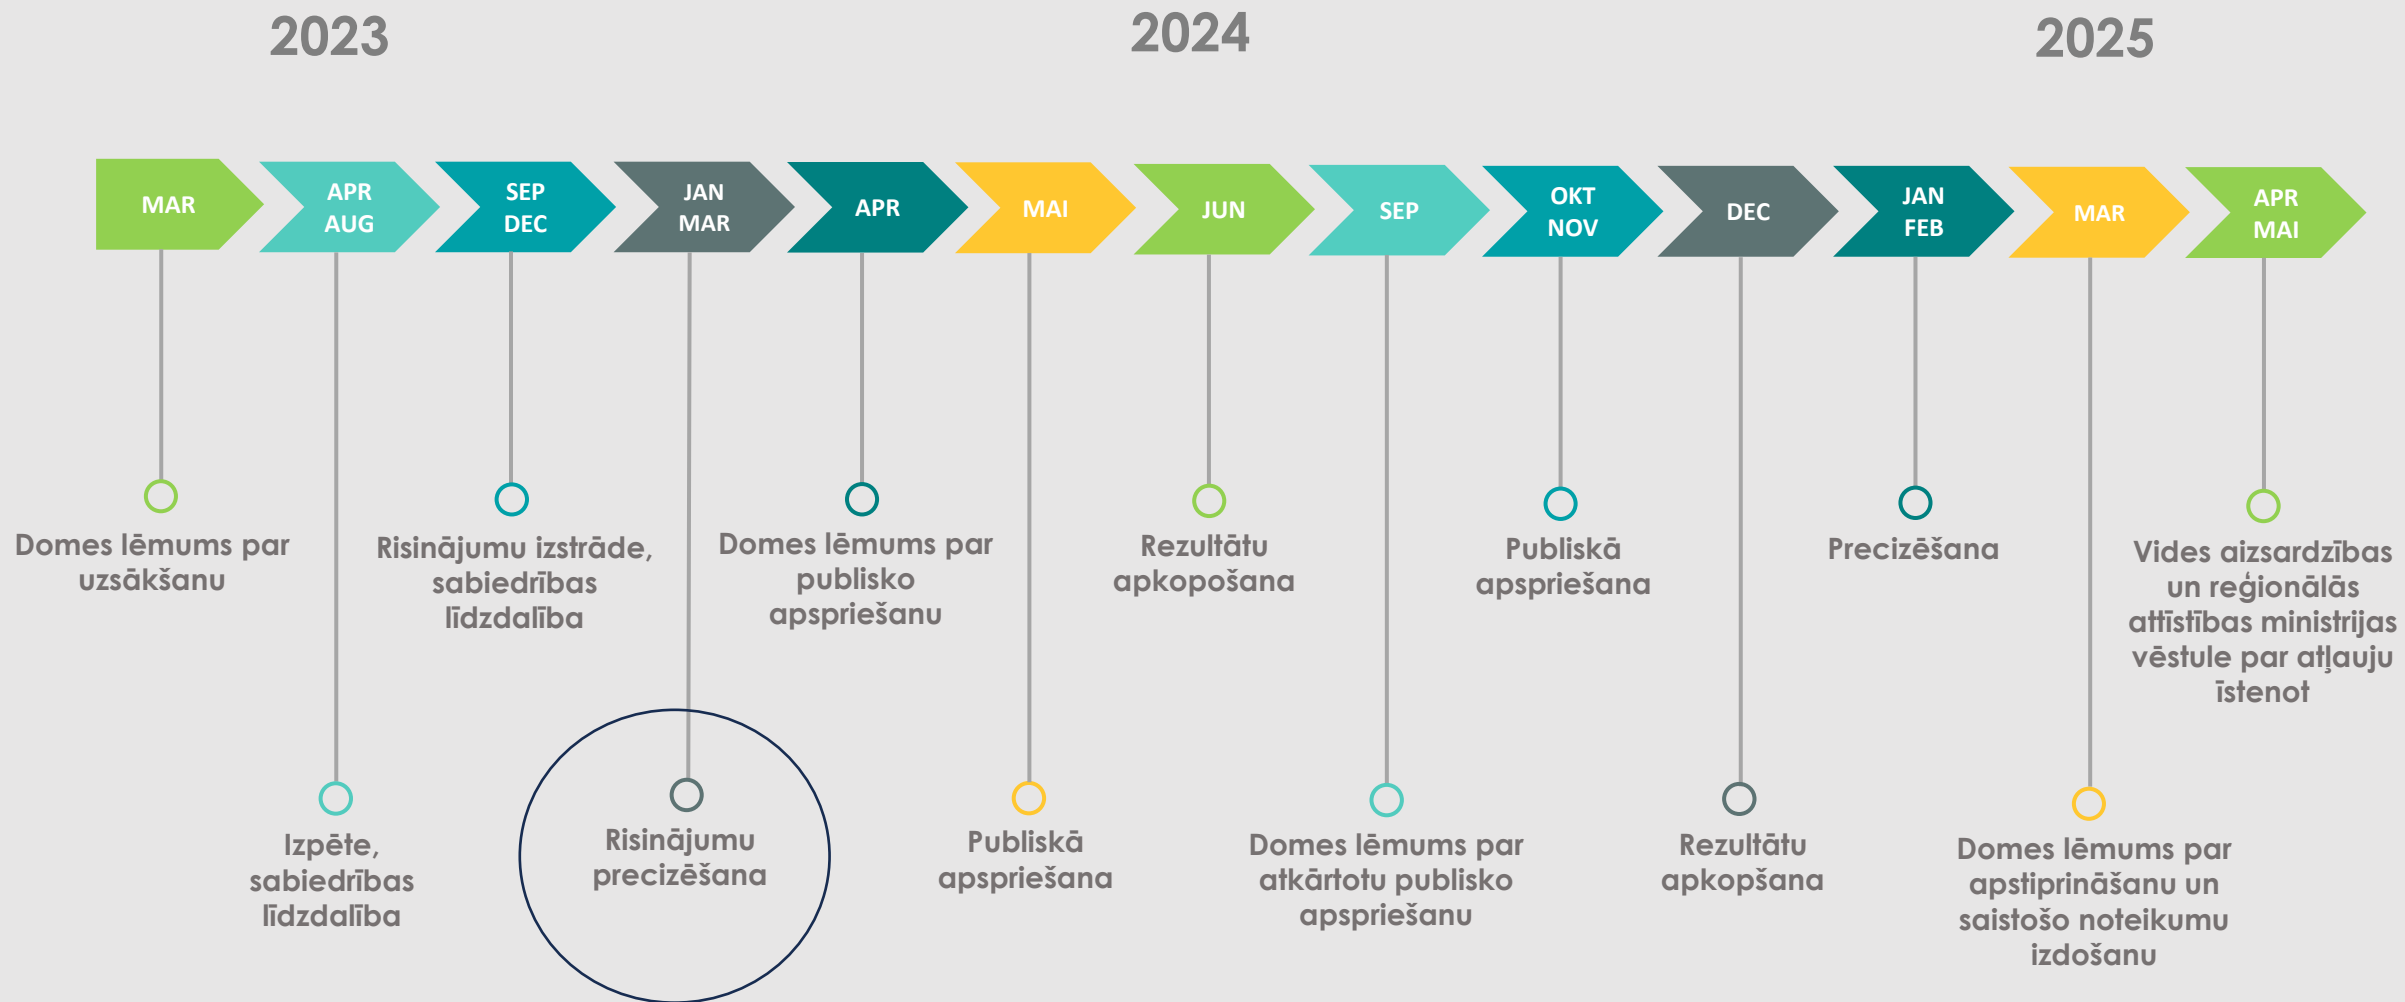 2023
2024
2025
MAR
APR
AUG
SEP
DEC
JAN
MAR
APR
MAI
JUN
SEP
OKT
NOV
DEC
JAN
FEB
MAR
APR
MAI
Domes lēmums par
uzsākšanu
Izpēte,
sabiedrības
līdzdalība
Risinājumu izstrāde,
sabiedrības
līdzdalība
Risinājumu
precizēšana
Domes lēmums par
publisko
apspriešanu
Publiskā
apspriešana
Rezultātu
apkopošana
Domes lēmums par
atkārtotu publisko
apspriešanu
Publiskā
apspriešana
Rezultātu
apkopšana
Precizēšana
Domes lēmums par
apstiprināšanu un
saistošo noteikumu
izdošanu
Vides aizsardzības
un reģionālās
attīstības ministrijas
vēstule par atļauju
īstenot